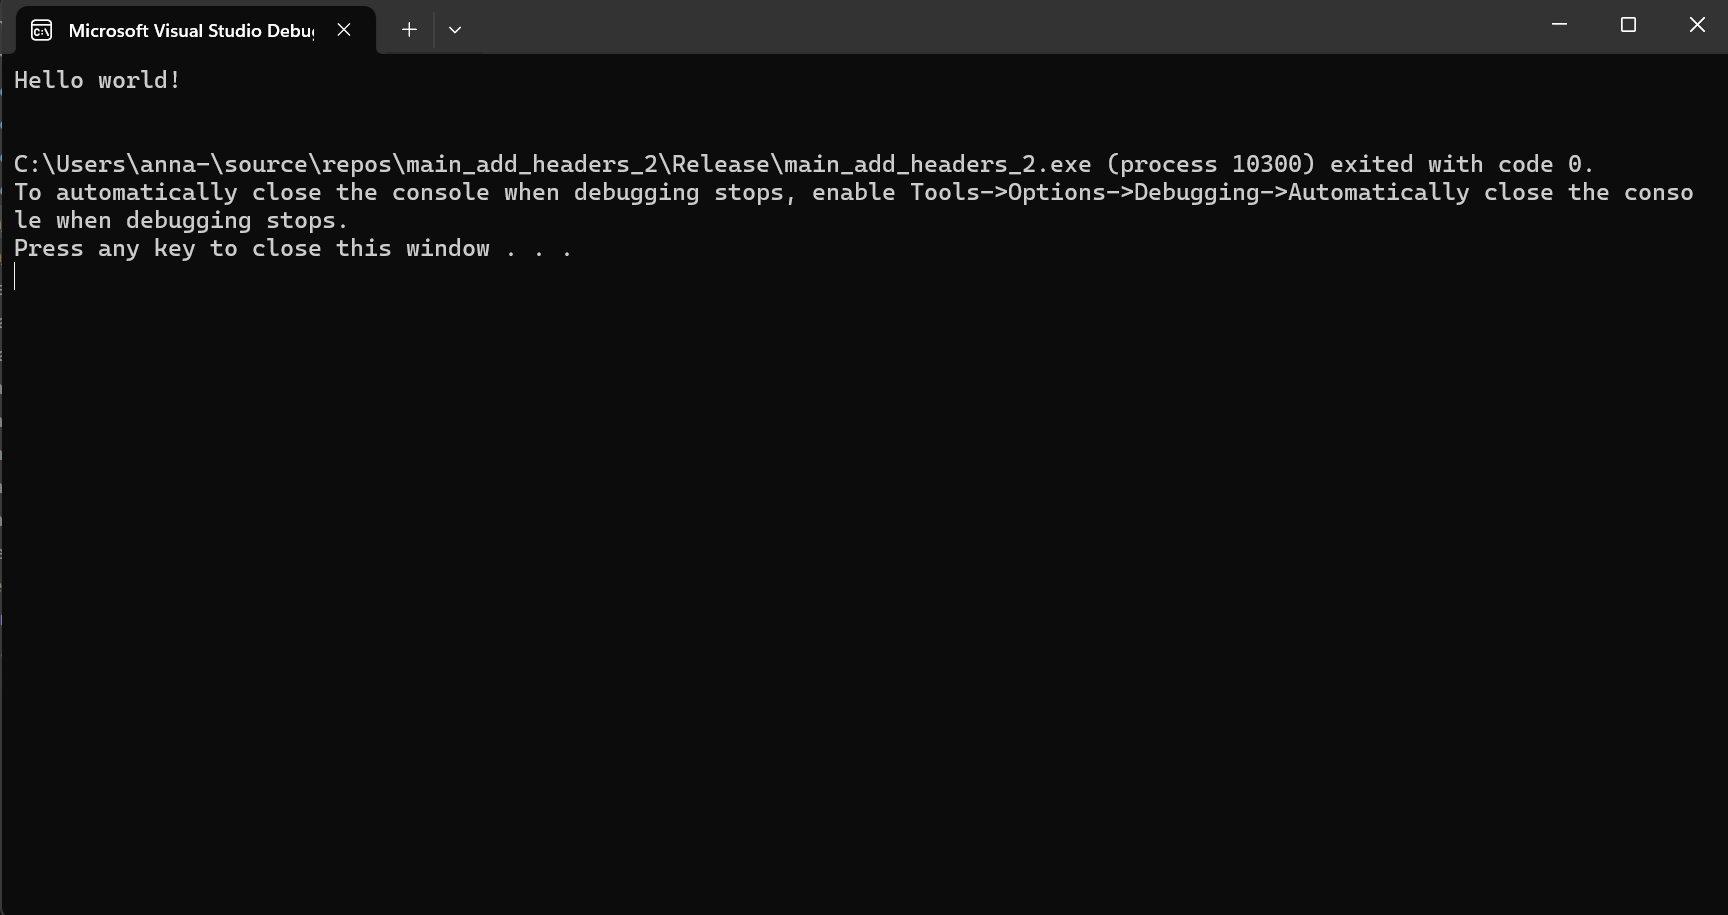 Microsoft Visual Studio Debu
Hello world!
C:\Users\anna-\source\repos\main_add_headers_2\Release\main_add_headers_2.exe (process 10300) exited with code 0.
To automatically close the console when debugging stops, enable Tools->Options->Debugging->Automatically close the conso
le when debugging stops.
Press any key to close this window . . .